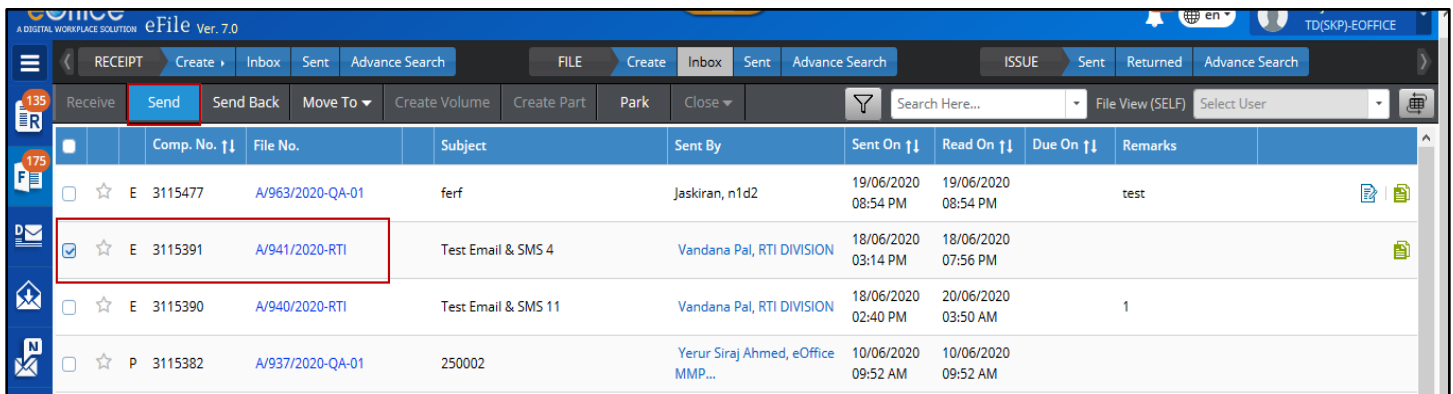 eOffice
A DIGITAL WORKPLACE SOLUTION eFile Ver. 7.0
en
TD(SKP)-EOFFICE
RECEIPT Create Inbox Sent Advance Search FILE Create Inbox Sent Advance Search ISSUE Sent Returned Advance Search
135 R
Receive Send Send Back Move To Create Volume Create Part Park Close Search Here... File View (SELF) Select User
175 F
Comp. No. File No. Subject Sent By Sent On Read On Due On Remarks
E 3115477 A/963/2020-QA-01 ferf Jaskiran, n1d2 19/06/2020 19/06/2020 test
08:54 PM 08:54 PM
D
E 3115391 A/941/2020-RTI Test Email & SMS 4 Vandana Pal, RTI DIVISION 18/06/2020 18/06/2020
03:14 PM 07:56 PM
E 3115390 A/940/2020-RTI Test Email & SMS 11 Vandana Pal, RTI DIVISION 18/06/2020 20/06/2020 1
02:40 PM 03:50 AM
N
P 3115382 A/937/2020-QA-01 250002 Yerur Siraj Ahmed, eOffice 10/06/2020 10/06/2020
MMP... 09:52 AM 09:52 AM